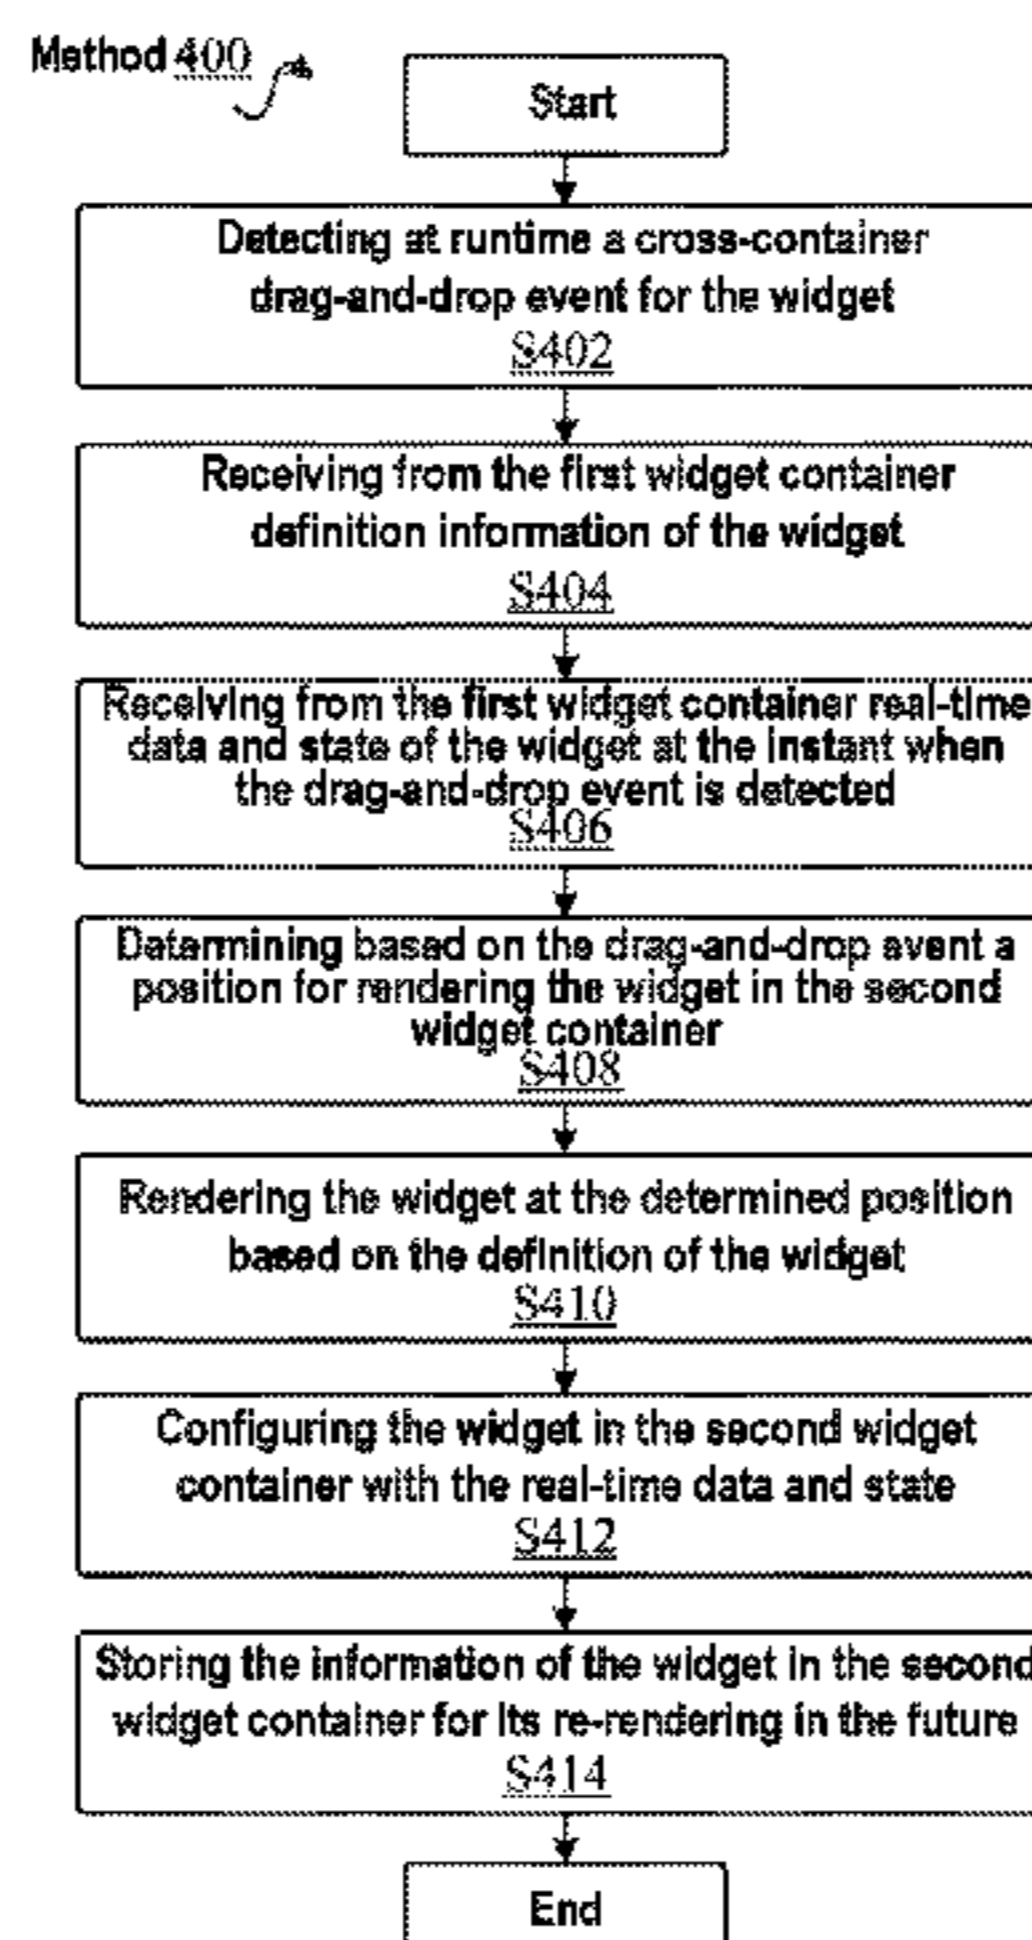 Method 400
Start
Detecting at runtime a cross-container
drag-and-drop event for the widget
S402
Receiving from the first widget container
definition information of the widget
S404
Receiving from the first widget container real-time
data and state of the widget at the instant when
the drag-and-drop event is detected
S406
Determining based on the drag-and-drop event a
position for rendering the widget in the second
widget container
S408
Rendering the widget at the determined position
based on the definition of the widget
S410
Configuring the widget in the second widget
container with the real-time data and state
S412
Storing the information of the widget in the second
widget container for its re-rendering in the future
S414
End